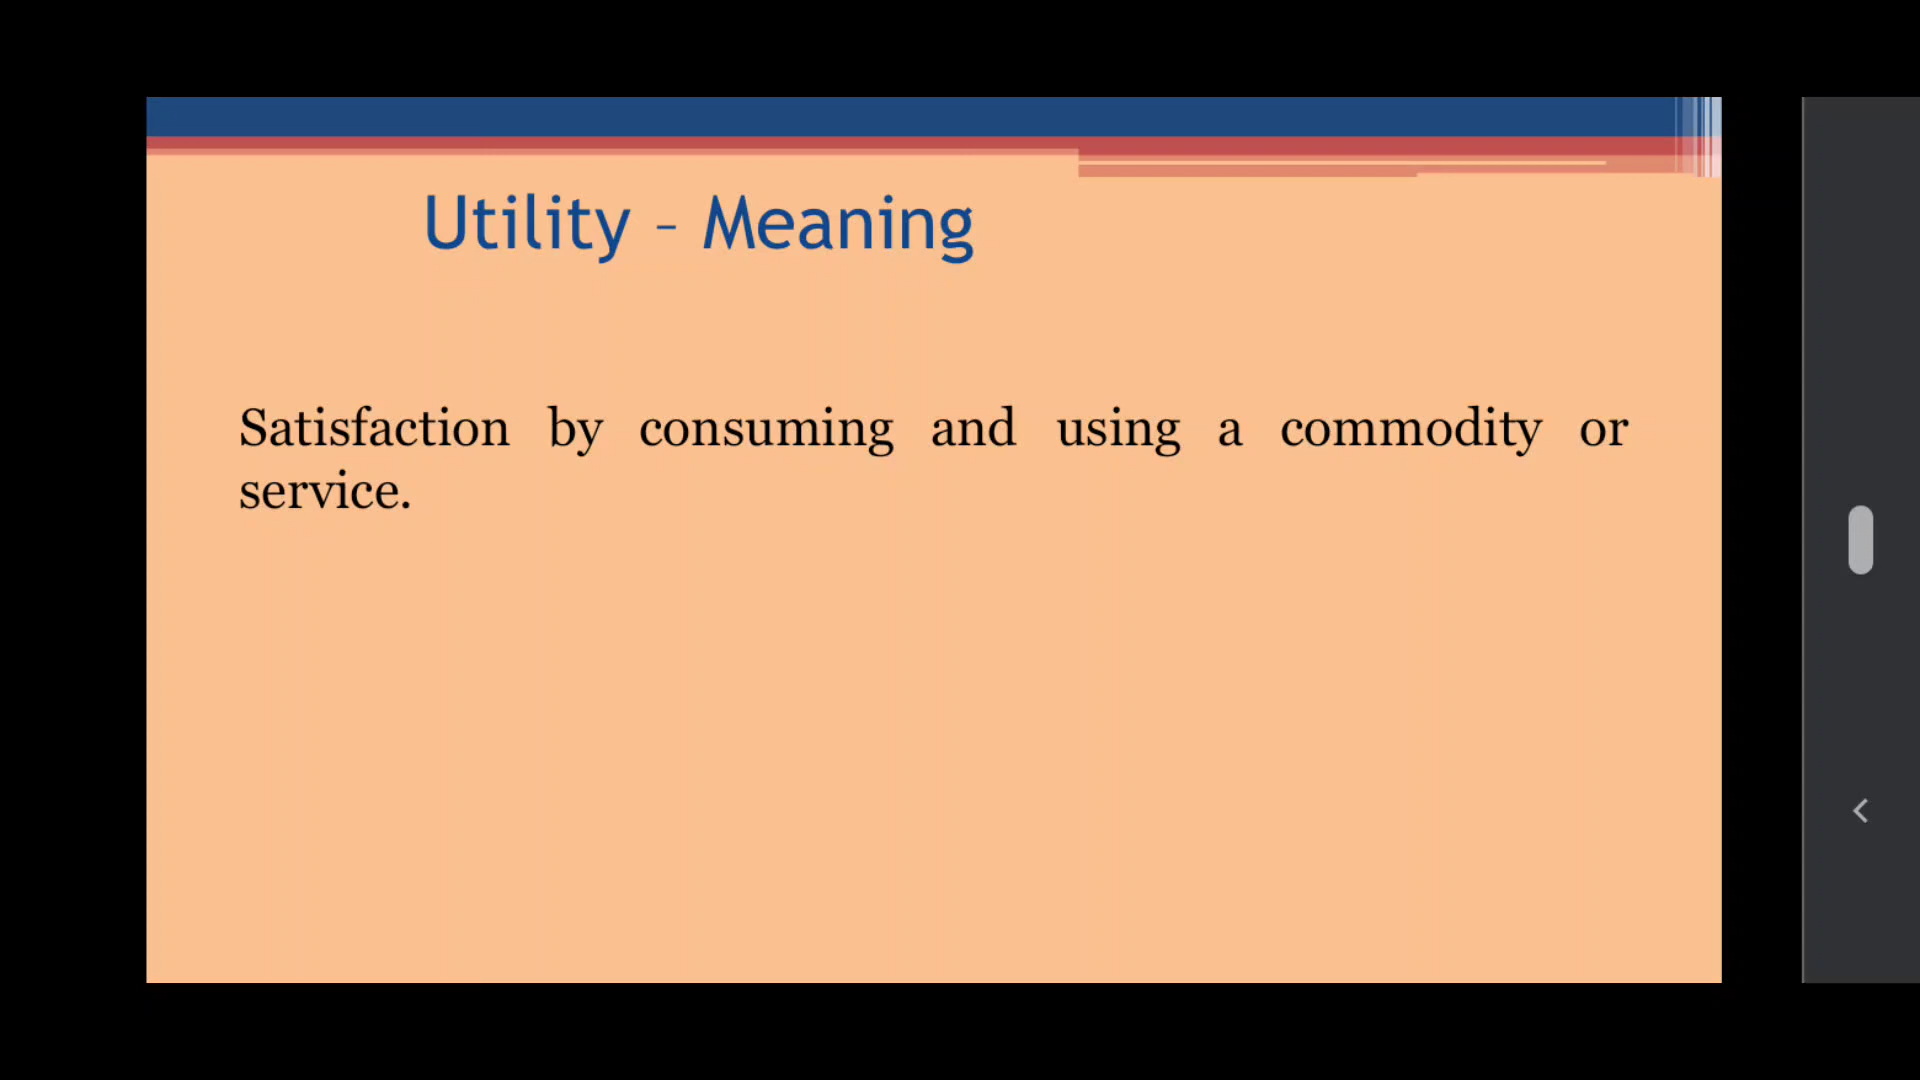 Utility – Meaning
Satisfaction by consuming and using a commodity or
service.